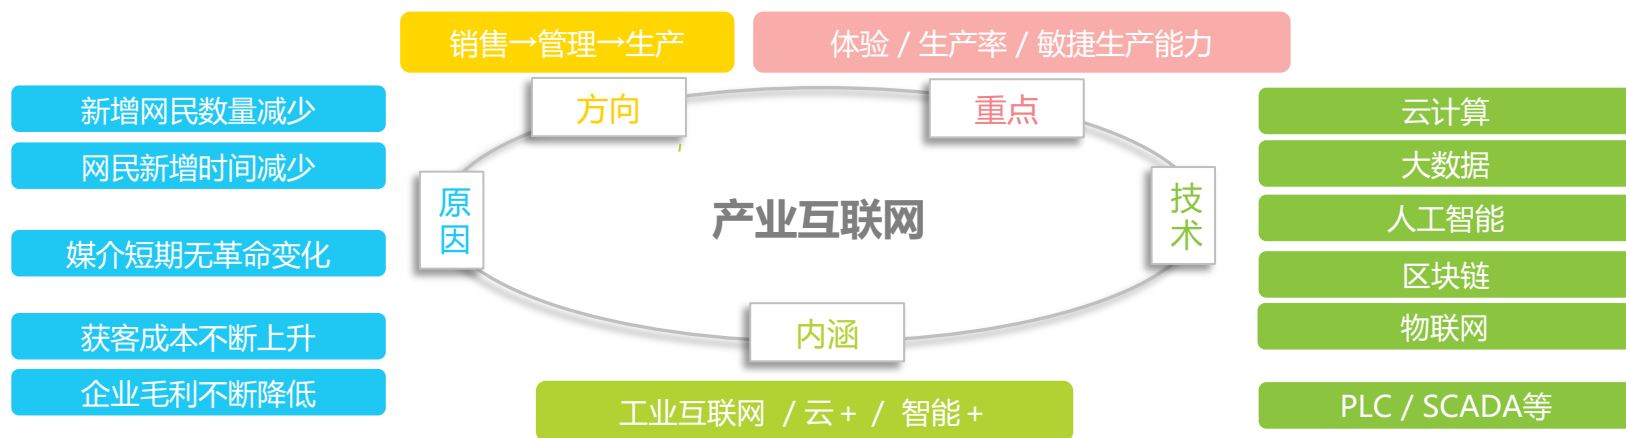 销售→管理→生产
体验 / 生产率 / 敏捷生产能力
方向
重点
新增网民数量减少
网民新增时间减少
媒介短期无革命变化
获客成本不断上升
企业毛利不断降低
原因
产业互联网
技术
云计算
大数据
人工智能
区块链
物联网
PLC / SCADA等
内涵
工业互联网 / 云+ / 智能+